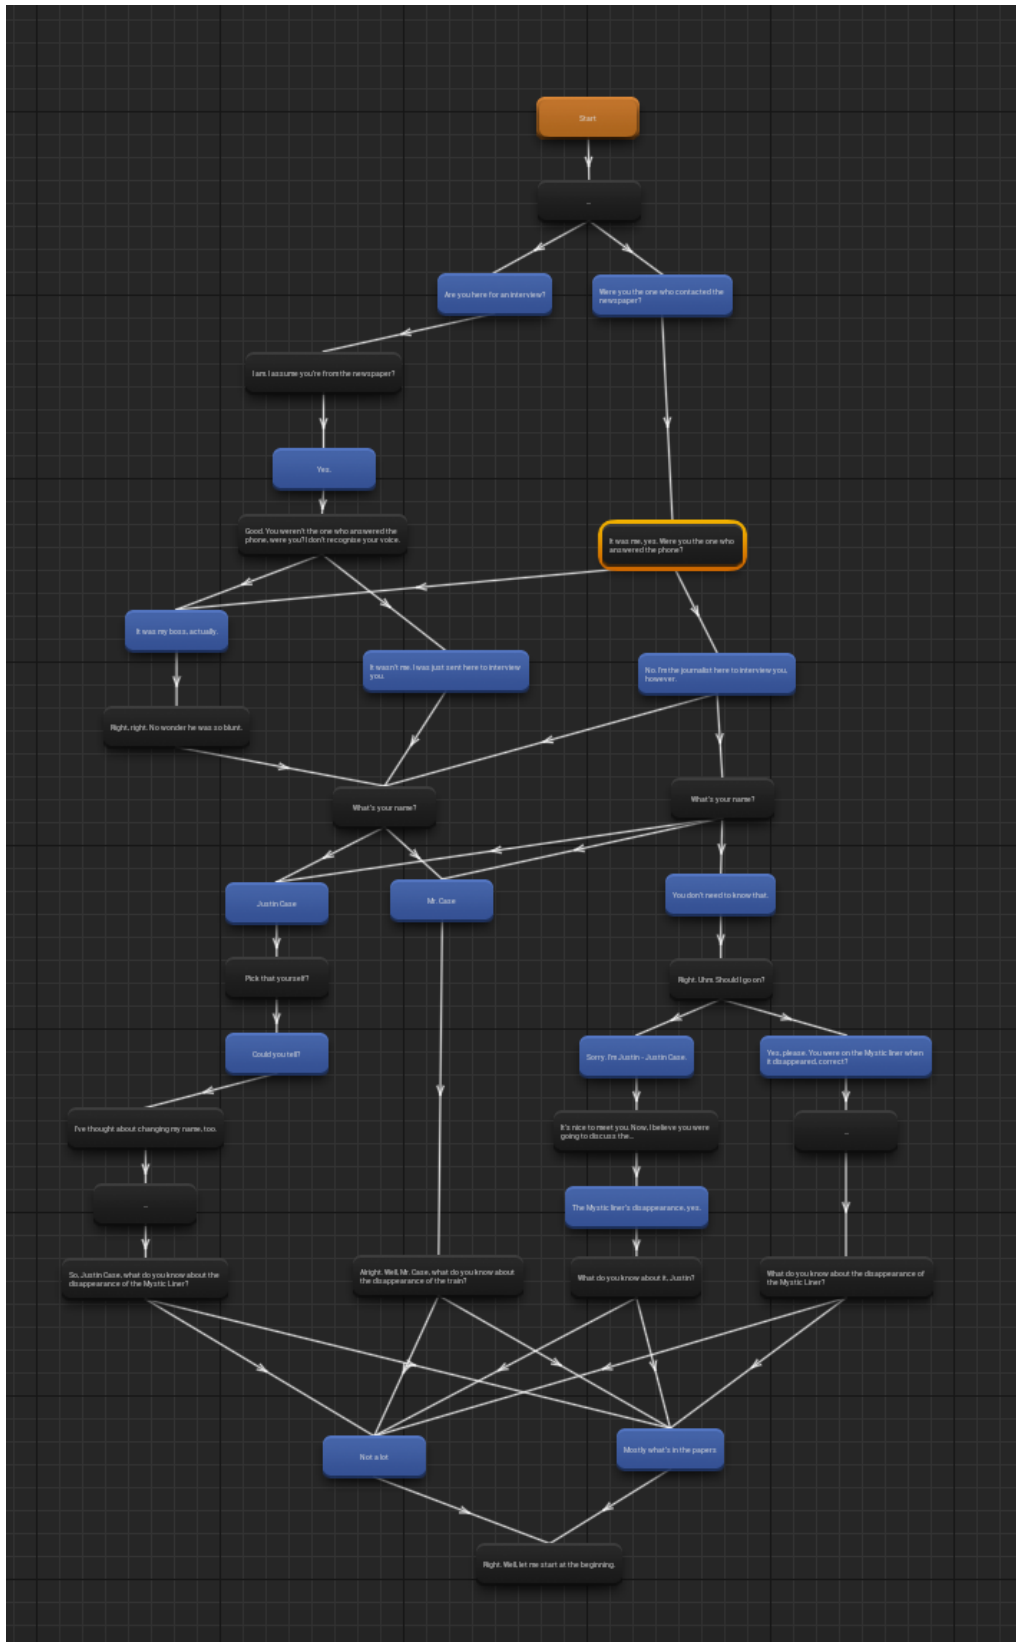 Start
...
Are you here for an interview?
Were you the one who contacted the
newspaper?
I am. I assume you're from the newspaper?
Yes.
Good. You weren't the one who answered the
phone, were you? I don't recognise your voice.
It was me, yes. Were you the one who
answered the phone?
It was my boss, actually.
It wasn't me. I was just sent here to interview
you.
No. I'm the journalist here to interview you,
however.
Right, right. No wonder he was so blunt.
What's your name?
What's your name?
Justin Case
Mr. Case
You don't need to know that.
Pick that yourself?
Right. Uhm. Should I go on?
Could you tell?
Sorry. I'm Justin - Justin Case.
Yes, please. You were on the Mystic liner when
it disappeared, correct?
I've thought about changing my name, too.
It's nice to meet you. Now, I believe you were
going to discuss the...
...
...
The Mystic liner's disappearance, yes.
So, Justin Case, what do you know about the
disappearance of the Mystic Liner?
Alright. Well, Mr. Case, what do you know about
the disappearance of the train?
What do you know about it, Justin?
What do you know about the disappearance of
the Mystic Liner?
Not a lot
Mostly what's in the papers
Right. Well, let me start at the beginning.